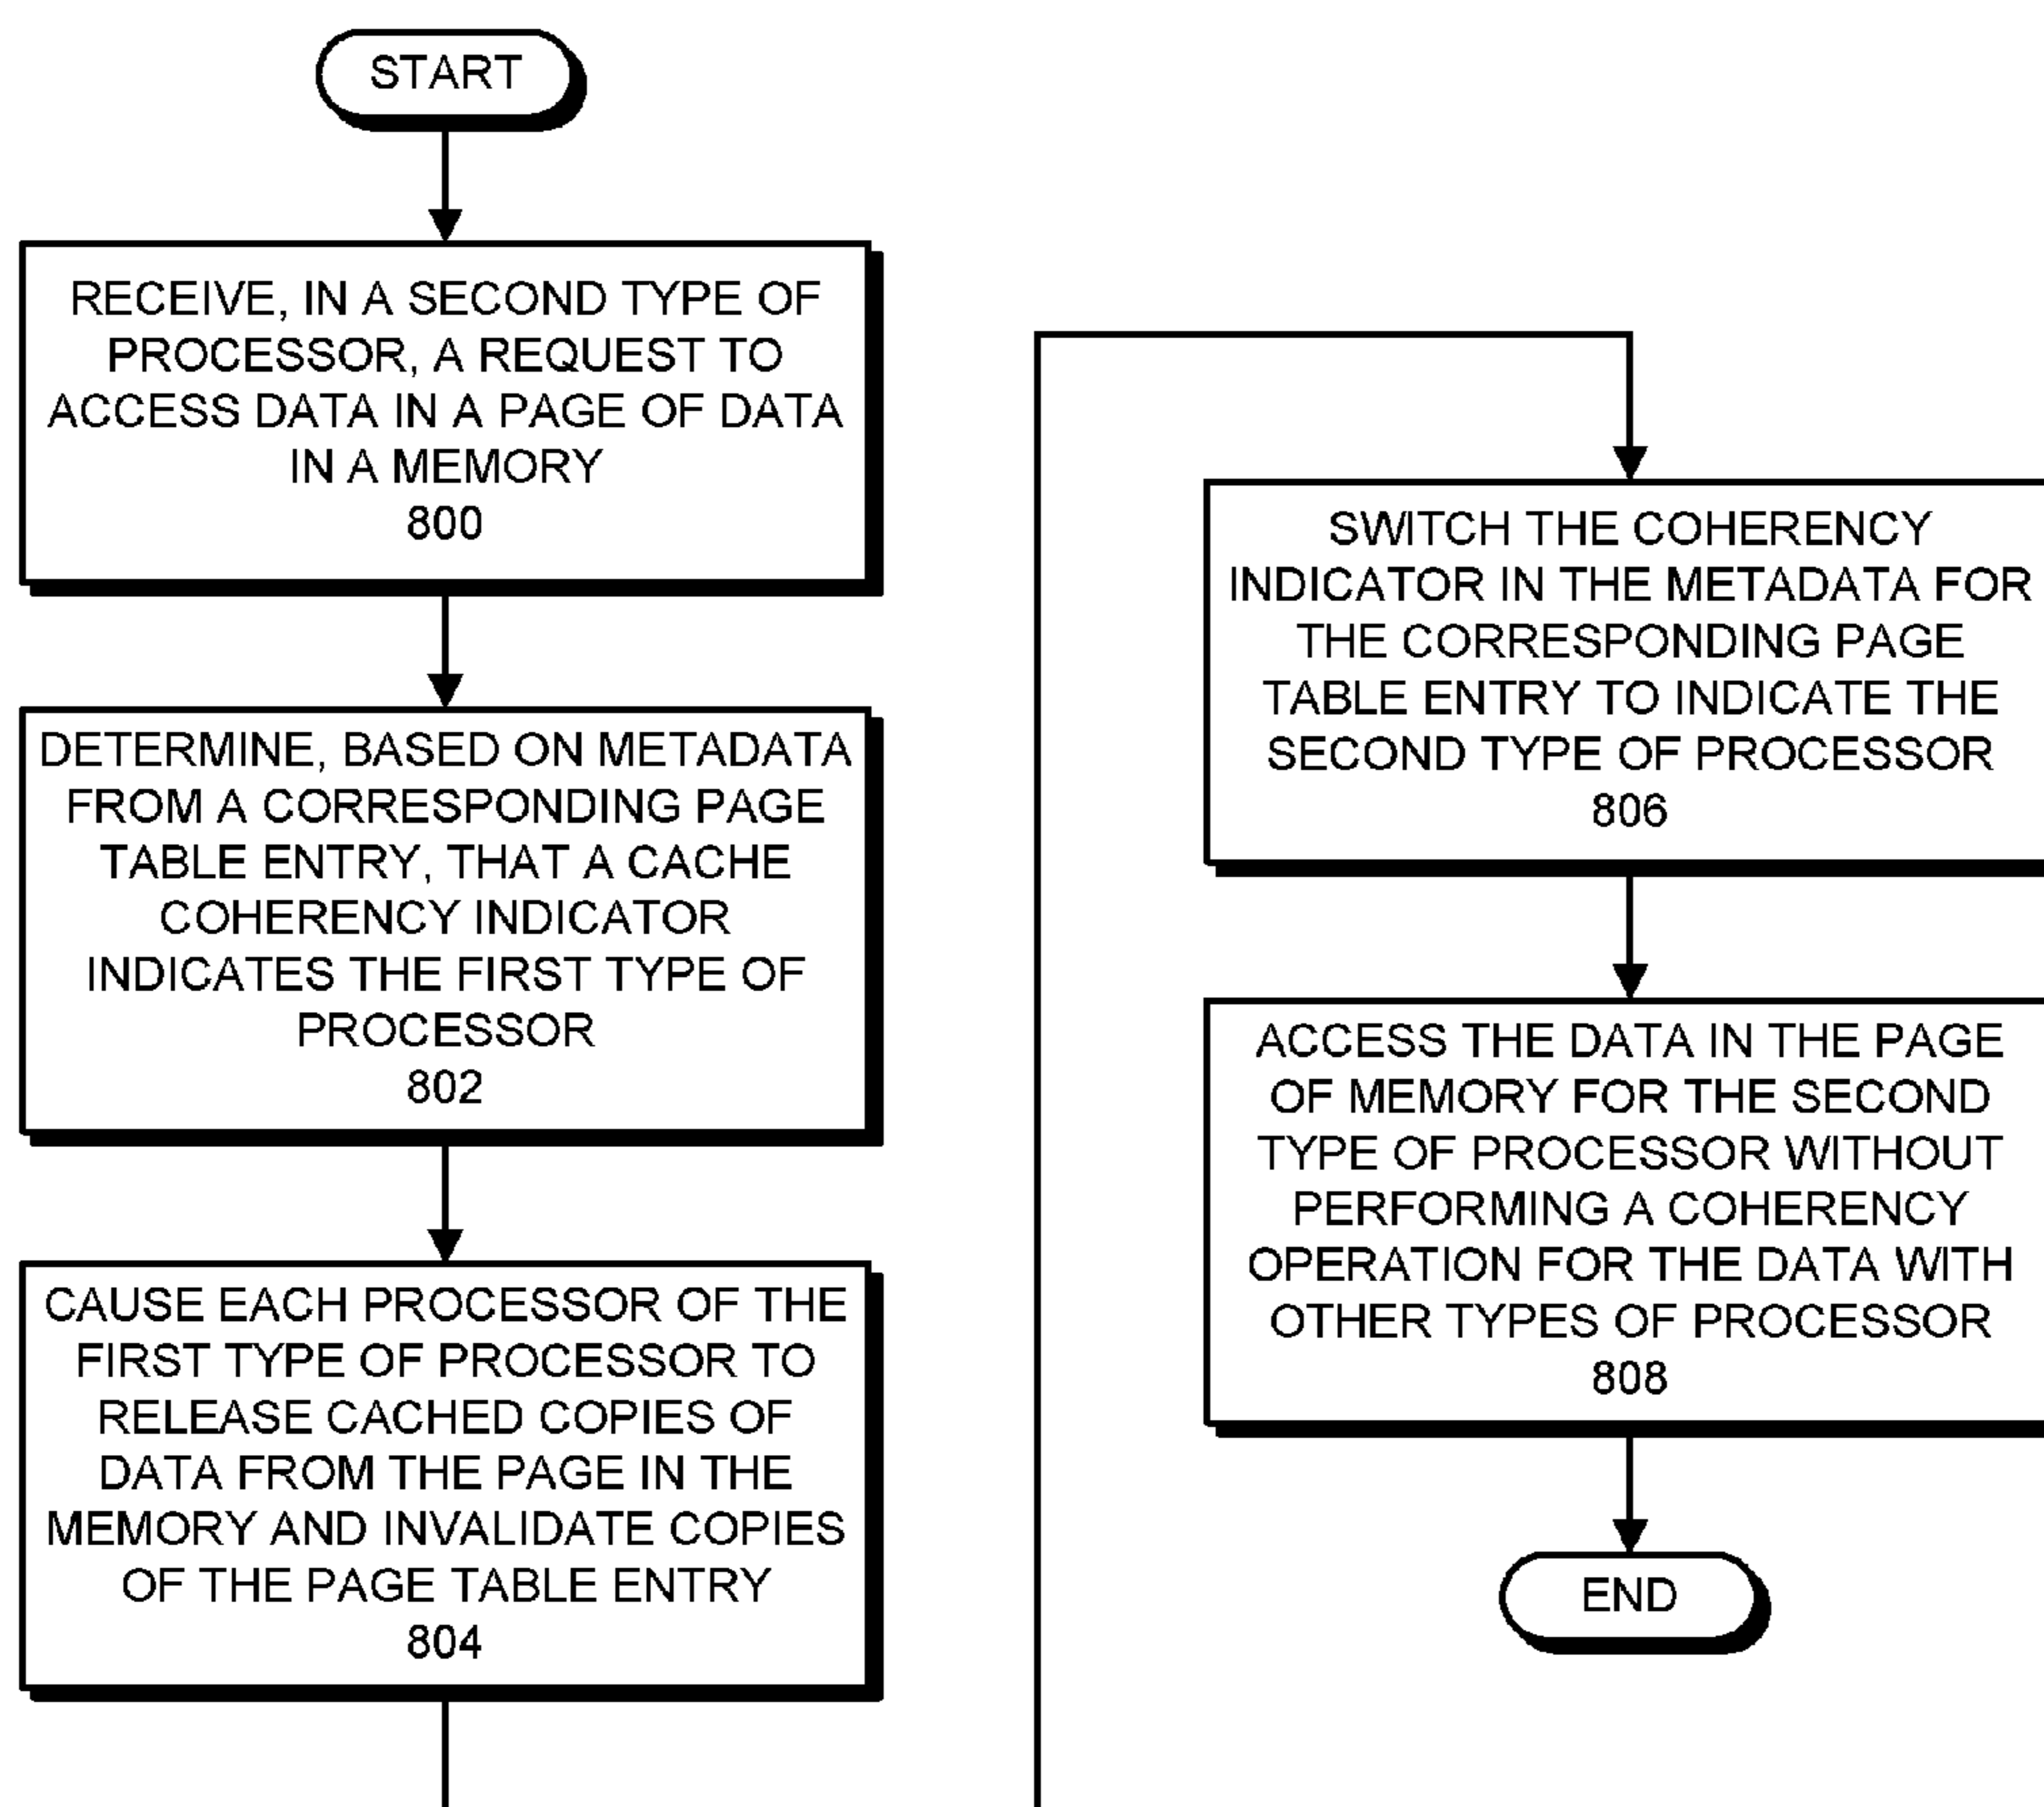 START
RECEIVE, IN A SECOND TYPE OF
PROCESSOR, A REQUEST TO
ACCESS DATA IN A PAGE OF DATA
IN A MEMORY
800
DETERMINE, BASED ON METADATA
FROM A CORRESPONDING PAGE
TABLE ENTRY, THAT A CACHE
COHERENCY INDICATOR
INDICATES THE FIRST TYPE OF
PROCESSOR
802
CAUSE EACH PROCESSOR OF THE
FIRST TYPE OF PROCESSOR TO
RELEASE CACHED COPIES OF
DATA FROM THE PAGE IN THE
MEMORY AND INVALIDATE COPIES
OF THE PAGE TABLE ENTRY
804
SWITCH THE COHERENCY
INDICATOR IN THE METADATA FOR
THE CORRESPONDING PAGE
TABLE ENTRY TO INDICATE THE
SECOND TYPE OF PROCESSOR
806
ACCESS THE DATA IN THE PAGE
OF MEMORY FOR THE SECOND
TYPE OF PROCESSOR WITHOUT
PERFORMING A COHERENCY
OPERATION FOR THE DATA WITH
OTHER TYPES OF PROCESSOR
808
END